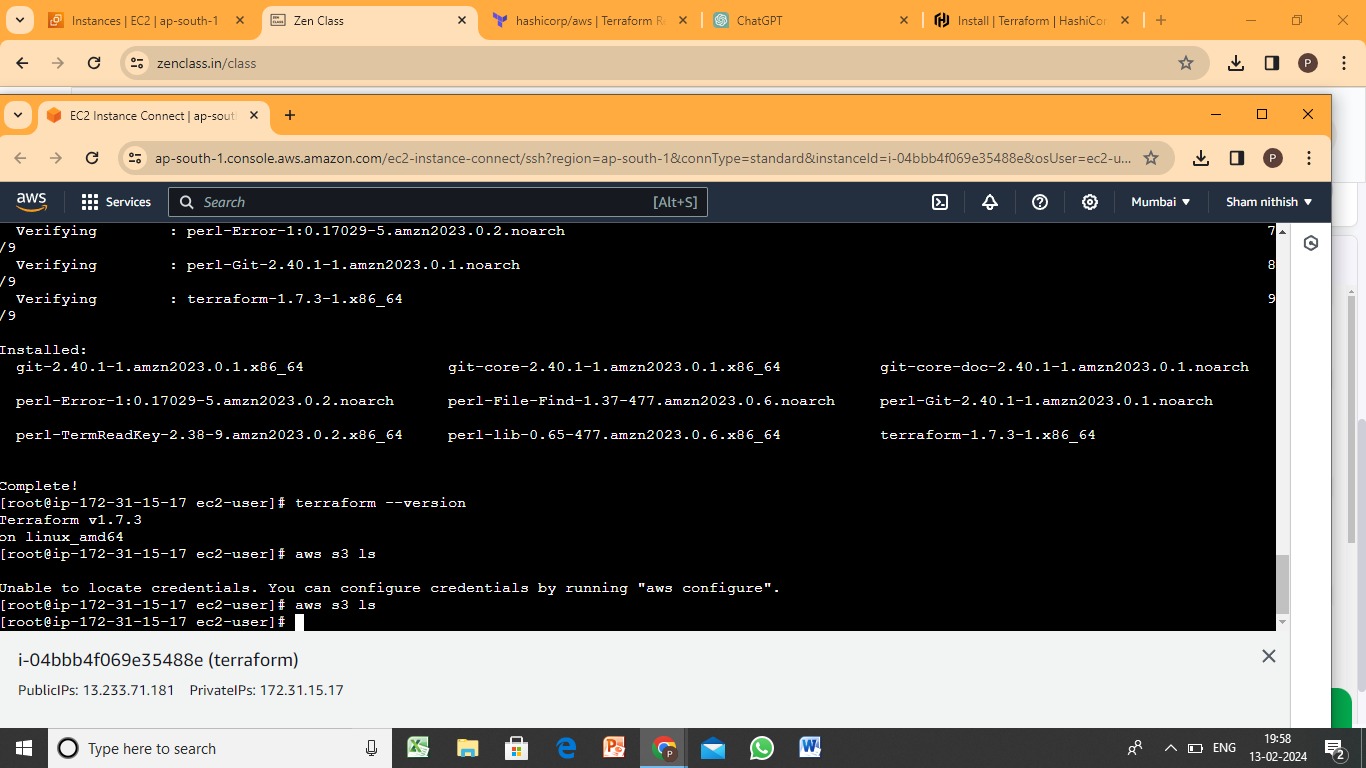 Instances | EC2 | ap-south-1
Zen Class
hashicorp/aws | Terraform Re
ChatGPT
Install | Terraform | HashiCor
zenclass.in/class
P
EC2 Instance Connect | ap-sout
ap-south-1.console.aws.amazon.com/ec2-instance-connect/ssh?region=ap-south-1&connType=standard&instanceId=i-04bbb4f069e35488e&osUser=ec2-u...
P
aws
Services
Search
[Alt+S]
Mumbai
Sham nithish
Verifying : perl-Error-1:0.17029-5.amzn2023.0.2.noarch 7
/9
Verifying : perl-Git-2.40.1-1.amzn2023.0.1.noarch 8
/9
Verifying : terraform-1.7.3-1.x86_64 9
/9
Installed:
git-2.40.1-1.amzn2023.0.1.x86_64 git-core-2.40.1-1.amzn2023.0.1.x86_64 git-core-doc-2.40.1-1.amzn2023.0.1.noarch
perl-Error-1:0.17029-5.amzn2023.0.2.noarch perl-File-Find-1.37-477.amzn2023.0.6.noarch perl-Git-2.40.1-1.amzn2023.0.1.noarch
perl-TermReadKey-2.38-9.amzn2023.0.2.x86_64 perl-lib-0.65-477.amzn2023.0.6.x86_64 terraform-1.7.3-1.x86_64
Complete!
[root@ip-172-31-15-17 ec2-user]# terraform --version
Terraform v1.7.3
on linux_amd64
[root@ip-172-31-15-17 ec2-user]# aws s3 ls
Unable to locate credentials. You can configure credentials by running "aws configure".
[root@ip-172-31-15-17 ec2-user]# aws s3 ls
[root@ip-172-31-15-17 ec2-user]#
i-04bbb4f069e35488e (terraform)
PublicIPs: 13.233.71.181 PrivateIPs: 172.31.15.17
Type here to search
ENG
19:58
13-02-2024
2